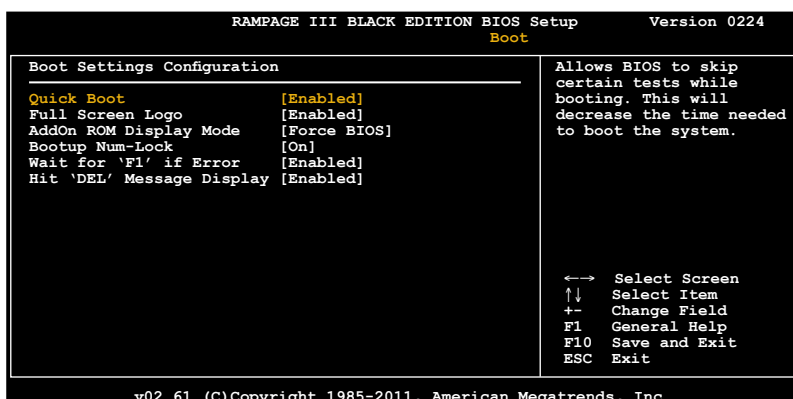 RAMPAGE III BLACK EDITION BIOS Setup Version 0224
Boot
Boot Settings Configuration
Quick Boot [Enabled]
Full Screen Logo [Enabled]
AddOn ROM Display Mode [Force BIOS]
Bootup Num-Lock [On]
Wait for ‘F1’ if Error [Enabled]
Hit ‘DEL’ Message Display [Enabled]
Allows BIOS to skip
certain tests while
booting. This will
decrease the time needed
to boot the system.
←→ Select Screen
↑↓ Select Item
+- Change Field
F1 General Help
F10 Save and Exit
ESC Exit
v02.61 (C)Copyright 1985-2011, American Megatrends, Inc.